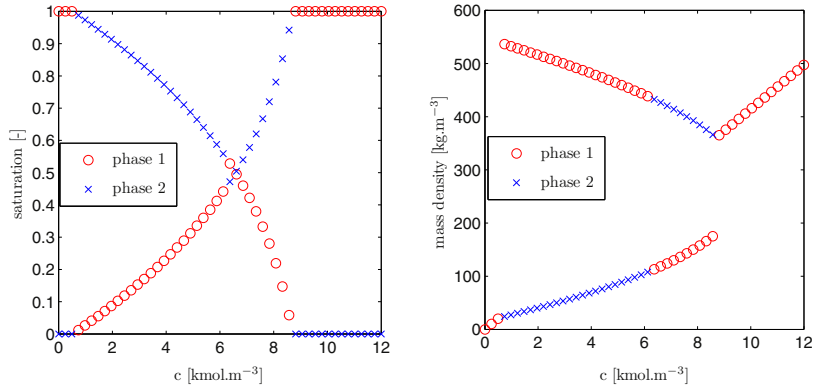 1
0.9
0.8
0.7
0.6
0.5
0.4
0.3
0.2
0.1
0
0 2 4 6 8 10 12
saturation [-]
c [kmol.m⁻³]
phase 1
phase 2
600
500
400
300
200
100
0
0 2 4 6 8 10 12
mass density [kg.m⁻³]
c [kmol.m⁻³]
phase 1
phase 2